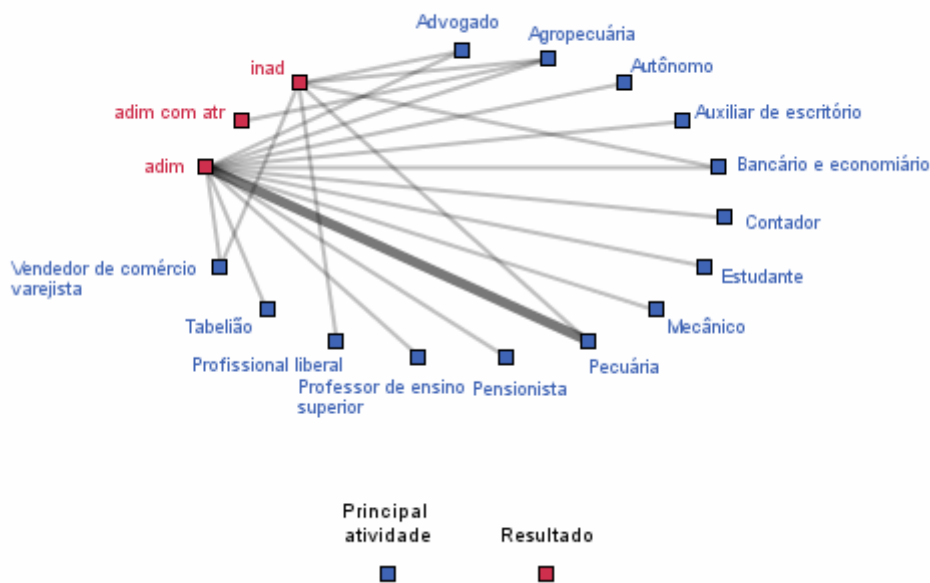 Advogado
Agropecuária
inad
Autônomo
adim com atr
Auxiliar de escritório
adim
Bancário e economiário
Contador
Vendedor de comércio
varejista
Estudante
Tabelião
Mecânico
Profissional liberal
Pecuária
Professor de ensino
superior
Pensionista
Principal
atividade
Resultado